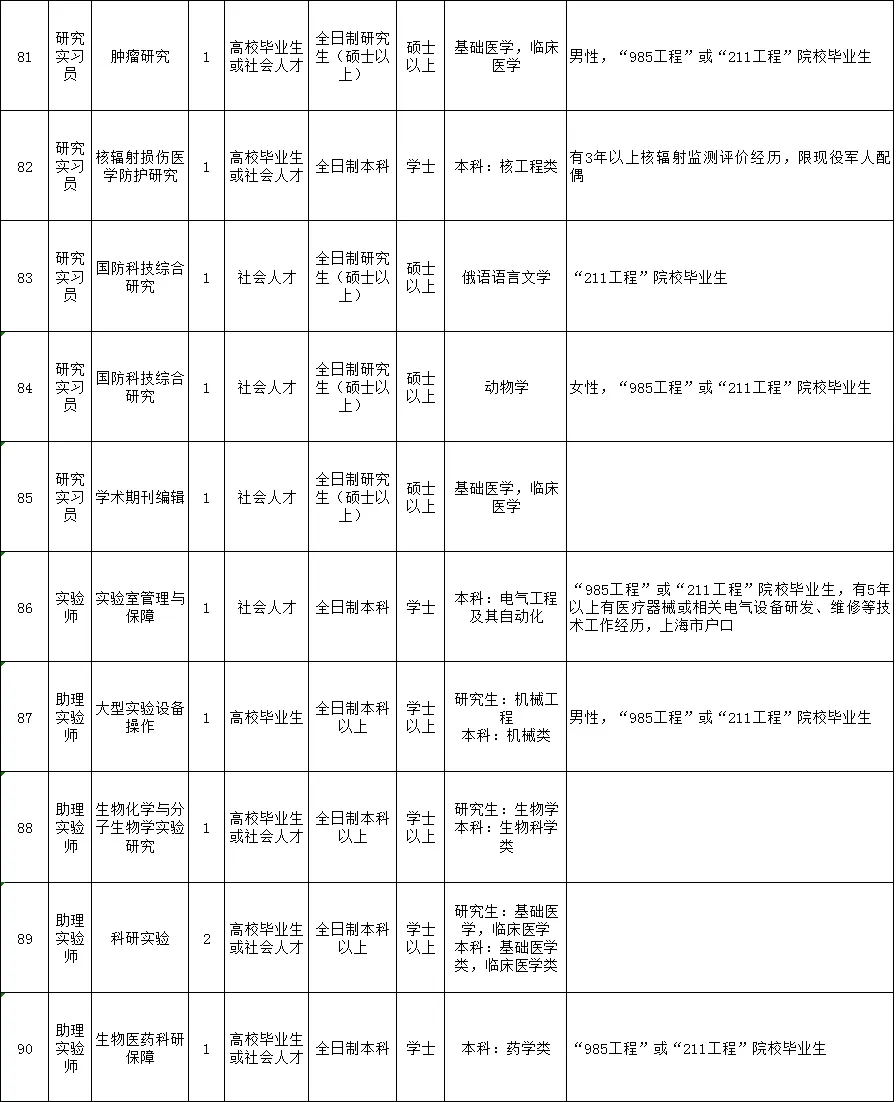 81
研究
实习
员
肿瘤研究
1
高校毕业生
或社会人才
全日制研究
生（硕士以
上）
硕士
以上
基础医学，临床
医学
男性，“985工程”或“211工程”院校毕业生
82
研究
实习
员
核辐射损伤医
学防护研究
1
高校毕业生
或社会人才
全日制本科
学士
本科：核工程类
有3年以上核辐射监测评价经历，限现役军人配
偶
83
研究
实习
员
国防科技综合
研究
1
社会人才
全日制研究
生（硕士以
上）
硕士
以上
俄语语言文学
“211工程”院校毕业生
84
研究
实习
员
国防科技综合
研究
1
社会人才
全日制研究
生（硕士以
上）
硕士
以上
动物学
女性，“985工程”或“211工程”院校毕业生
85
研究
实习
员
学术期刊编辑
1
社会人才
全日制研究
生（硕士以
上）
硕士
以上
基础医学，临床
医学
86
实验
师
实验室管理与
保障
1
社会人才
全日制本科
学士
本科：电气工程
及其自动化
“985工程”或“211工程”院校毕业生，有5年
以上有医疗器械或相关电气设备研发、维修等技
术工作经历，上海市户口
87
助理
实验
师
大型实验设备
操作
1
高校毕业生
全日制本科
以上
学士
以上
研究生：机械工
程
本科：机械类
男性，“985工程”或“211工程”院校毕业生
88
助理
实验
师
生物化学与分
子生物学实验
研究
1
高校毕业生
或社会人才
全日制本科
以上
学士
以上
研究生：生物学
本科：生物科学
类
89
助理
实验
师
科研实验
2
高校毕业生
或社会人才
全日制本科
以上
学士
以上
研究生：基础医
学，临床医学
本科：基础医学
类，临床医学类
90
助理
实验
师
生物医药科研
保障
1
高校毕业生
或社会人才
全日制本科
学士
本科：药学类
“985工程”或“211工程”院校毕业生